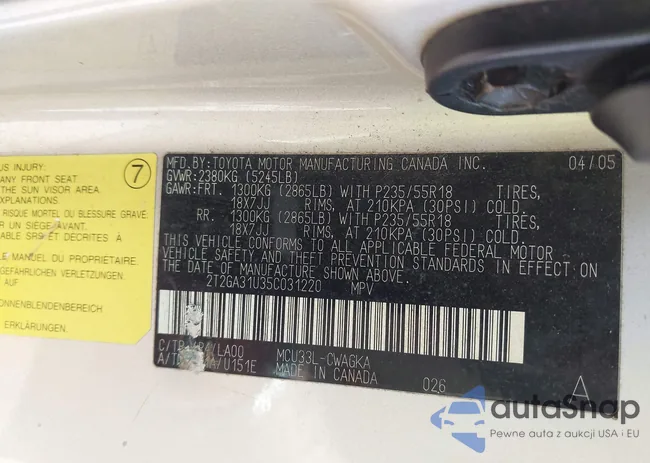 US INJURY:
ANY FRONT SEAT
THE SUN VISOR AREA.
RISQUE MORTEL OU BLESSURE GRAVE.
UR UN SIEGE AVANT.
ABLE SRS ET DÉCRITES À
LE MANUEL DU PROPRIETAIRE.
GEFÄHRLICHEN VERLETZUNGEN.
AUF
ONNENBLENDENBEREICH
ERKLÄRUNGEN.
7
MFD.BY:TOYOTA MOTOR MANUFACTURING CANADA INC. 04/05
GVWR:2380KG (5245LB)
GAWR:FRT. 1300KG (2865LB) WITH P235/55R18 TIRES,
18X7JJ RIMS, AT 210KPA (30PSI) COLD.
RR. 1300KG (2865LB) WITH P235/55R18 TIRES,
18X7JJ RIMS, AT 210KPA (30PSI) COLD.
THIS VEHICLE CONFORMS TO ALL APPLICABLE FEDERAL MOTOR
VEHICLE SAFETY AND THEFT PREVENTION STANDARDS IN EFFECT ON
THE DATE OF MANUFACTURE SHOWN ABOVE.
2T2GA31U35C031220 MPV
LA00 MCU33L-CWAGKA
U151E MADE IN CANADA 026 A
autoSnap
Pewne auta z aukcji USA i EU